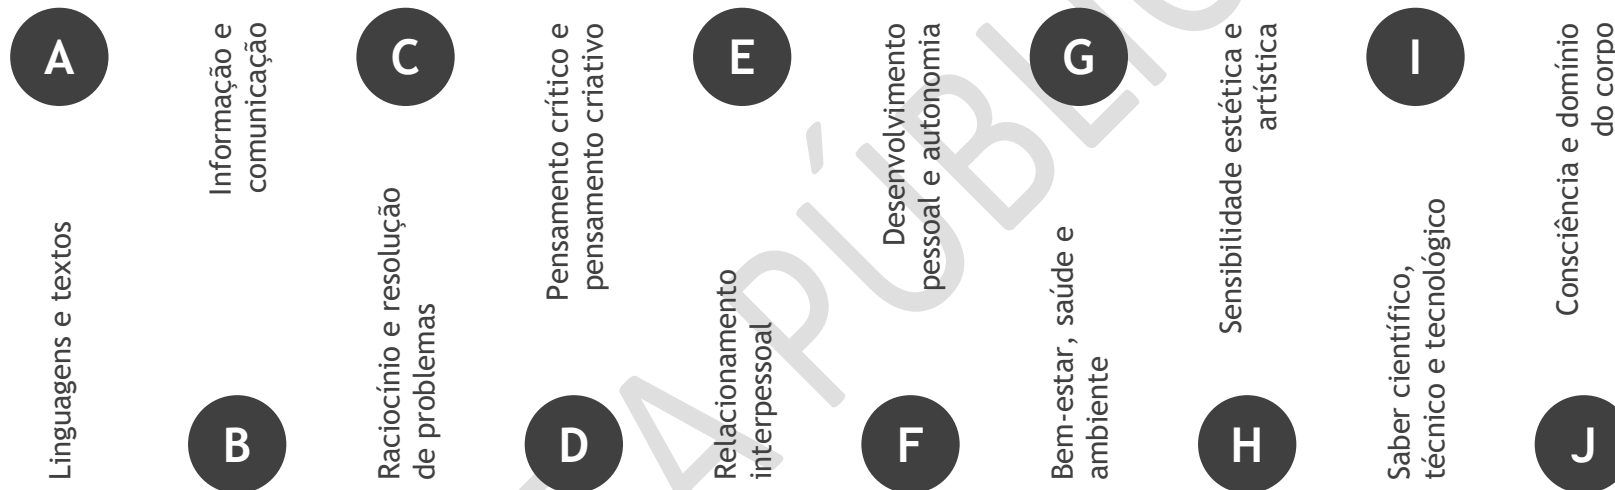 A
Linguagens e textos
Informação e
comunicação
B
C
Raciocínio e resolução
de problemas
Pensamento crítico e
pensamento criativo
D
E
Relacionamento
interpessoal
Desenvolvimento
pessoal e autonomia
F
G
Bem-estar, saúde e
ambiente
Sensibilidade estética e
artística
H
I
Saber científico,
técnico e tecnológico
Consciência e domínio
do corpo
J
A PÚBLIC